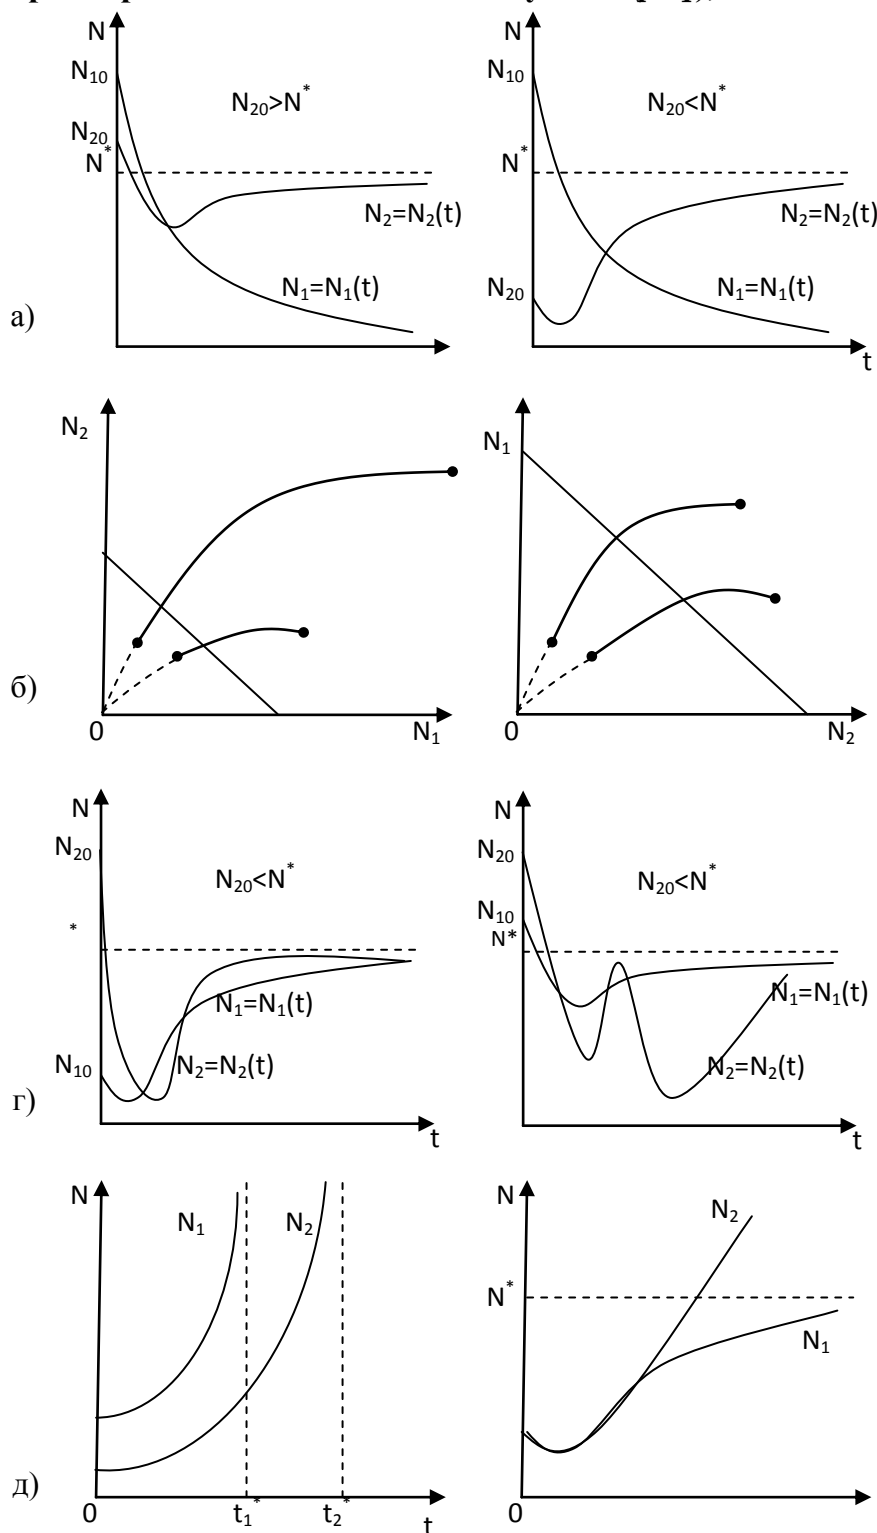 N
N
N₁₀
N₁₀
N₂₀>N*
N₂₀<N*
N₂₀
N*
N*
N₂=N₂(t)
N₂=N₂(t)
N₂₀
N₁=N₁(t)
N₁=N₁(t)
а)
t
N₂
N₁
б)
0
N₁
0
N₂
N
N
N₂₀
N₂₀
N₂₀<N*
N₂₀<N*
N₁₀
*
N*
N₁=N₁(t)
N₁=N₁(t)
N₁₀
N₂=N₂(t)
N₂=N₂(t)
г)
t
t
N
N
N₁
N₂
N₂
N*
N₁
д)
0
t₁*
t₂*
t
0